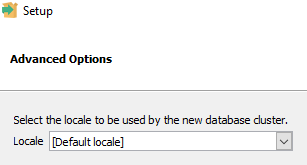 Setup
Advanced Options
Select the locale to be used by the new database cluster.
Locale [Default locale]